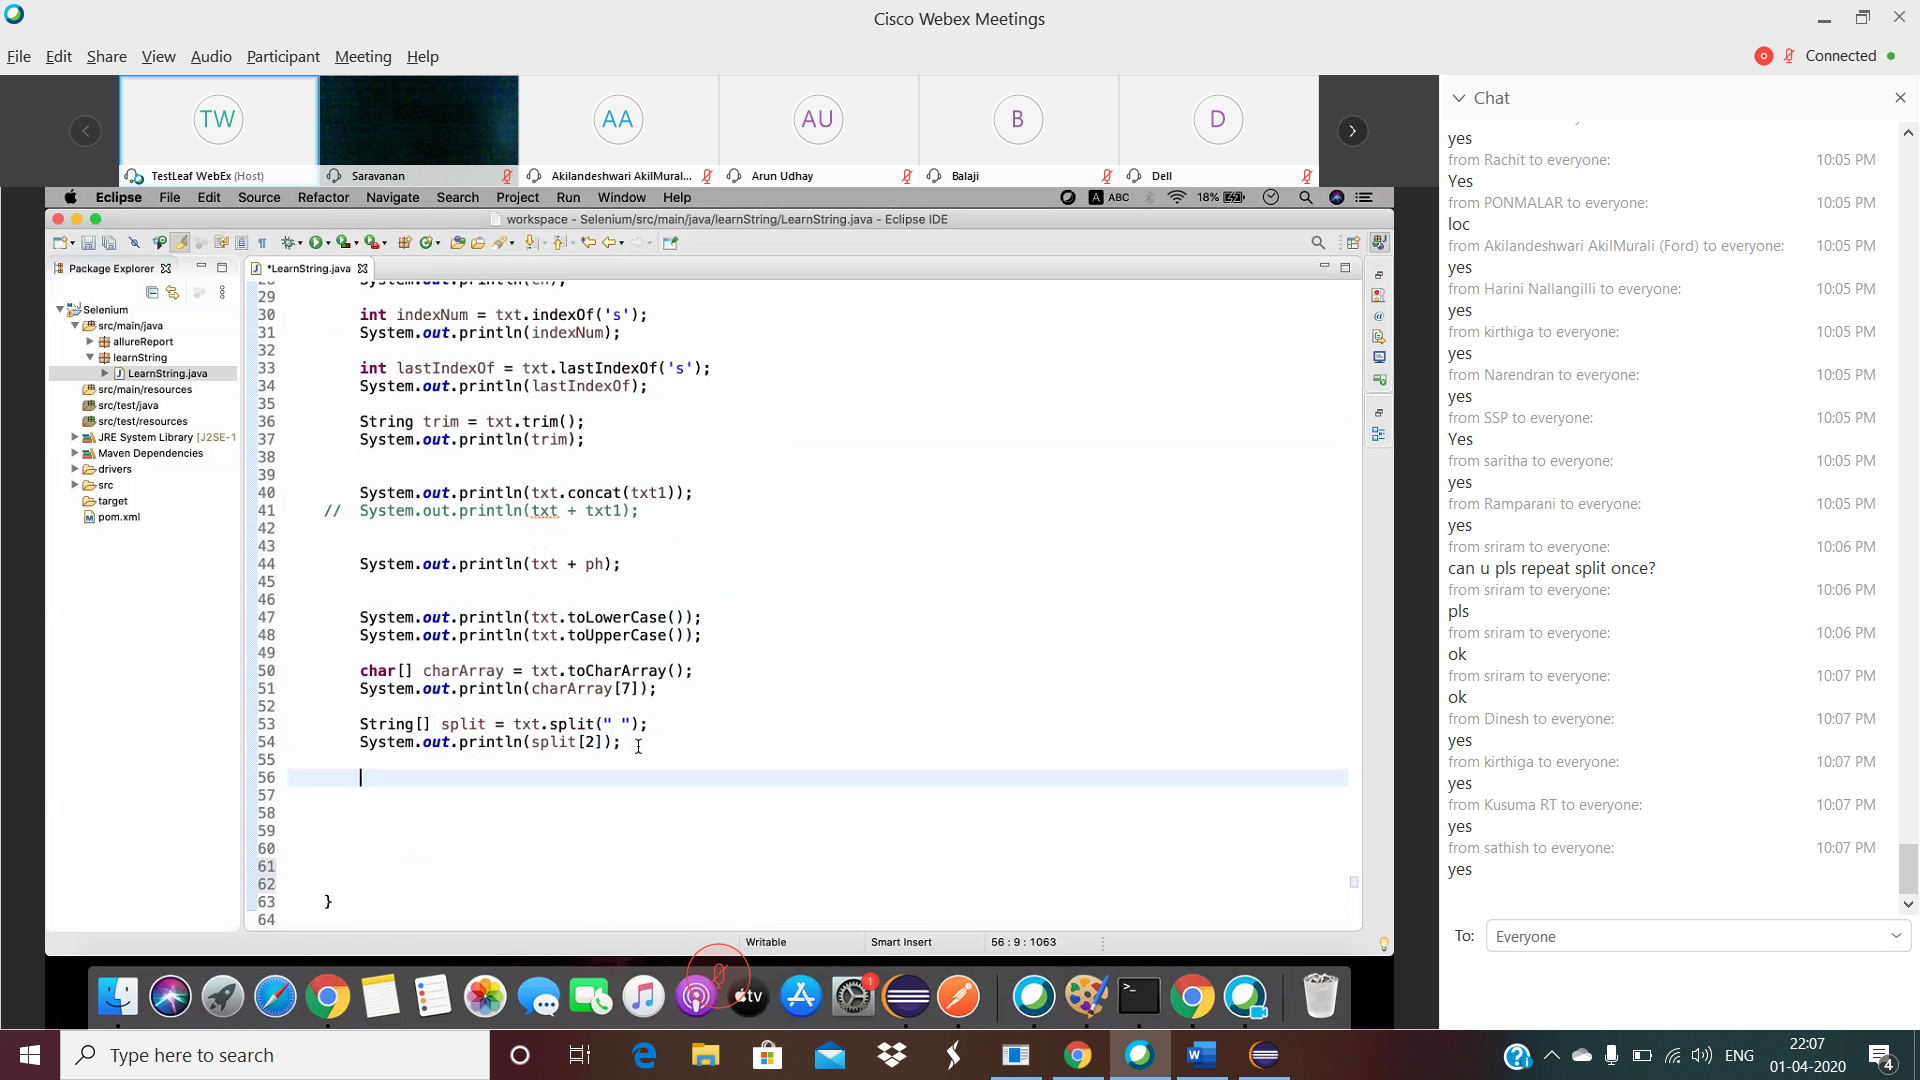 Cisco Webex Meetings
File Edit Share View Audio Participant Meeting Help
Connected
TW
AA
AU
B
D
TestLeaf WebEx (Host)
Saravanan
Akilandeshwari AkilMural...
Arun Udhay
Balaji
Dell
Eclipse File Edit Source Refactor Navigate Search Project Run Window Help
A ABC 18%
workspace - Selenium/src/main/java/learnString/LearnString.java - Eclipse IDE
Package Explorer
*LearnString.java
Selenium
src/main/java
allureReport
learnString
LearnString.java
src/main/resources
src/test/java
src/test/resources
JRE System Library [J2SE-1
Maven Dependencies
drivers
src
target
pom.xml
29
30 int indexNum = txt.indexOf('s');
31 System.out.println(indexNum);
32
33 int lastIndexOf = txt.lastIndexOf('s');
34 System.out.println(lastIndexOf);
35
36 String trim = txt.trim();
37 System.out.println(trim);
38
39
40 System.out.println(txt.concat(txt1));
41 // System.out.println(txt + txt1);
42
43
44 System.out.println(txt + ph);
45
46
47 System.out.println(txt.toLowerCase());
48 System.out.println(txt.toUpperCase());
49
50 char[] charArray = txt.toCharArray();
51 System.out.println(charArray[7]);
52
53 String[] split = txt.split(" ");
54 System.out.println(split[2]);
55
56
57
58
59
60
61
62
63 }
64
Writable
Smart Insert
56 : 9 : 1063
Chat
yes
from Rachit to everyone: 10:05 PM
Yes
from PONMALAR to everyone: 10:05 PM
loc
from Akilandeshwari AkilMurali (Ford) to everyone: 10:05 PM
yes
from Harini Nallangilli to everyone: 10:05 PM
yes
from kirthiga to everyone: 10:05 PM
yes
from Narendran to everyone: 10:05 PM
yes
from SSP to everyone: 10:05 PM
Yes
from saritha to everyone: 10:05 PM
yes
from Ramparani to everyone: 10:05 PM
yes
from sriram to everyone: 10:06 PM
can u pls repeat split once?
from sriram to everyone: 10:06 PM
pls
from sriram to everyone: 10:06 PM
ok
from sriram to everyone: 10:07 PM
ok
from Dinesh to everyone: 10:07 PM
yes
from kirthiga to everyone: 10:07 PM
yes
from Kusuma RT to everyone: 10:07 PM
yes
from sathish to everyone: 10:07 PM
yes
To: Everyone
tv
1
Type here to search
ENG
22:07
01-04-2020
4